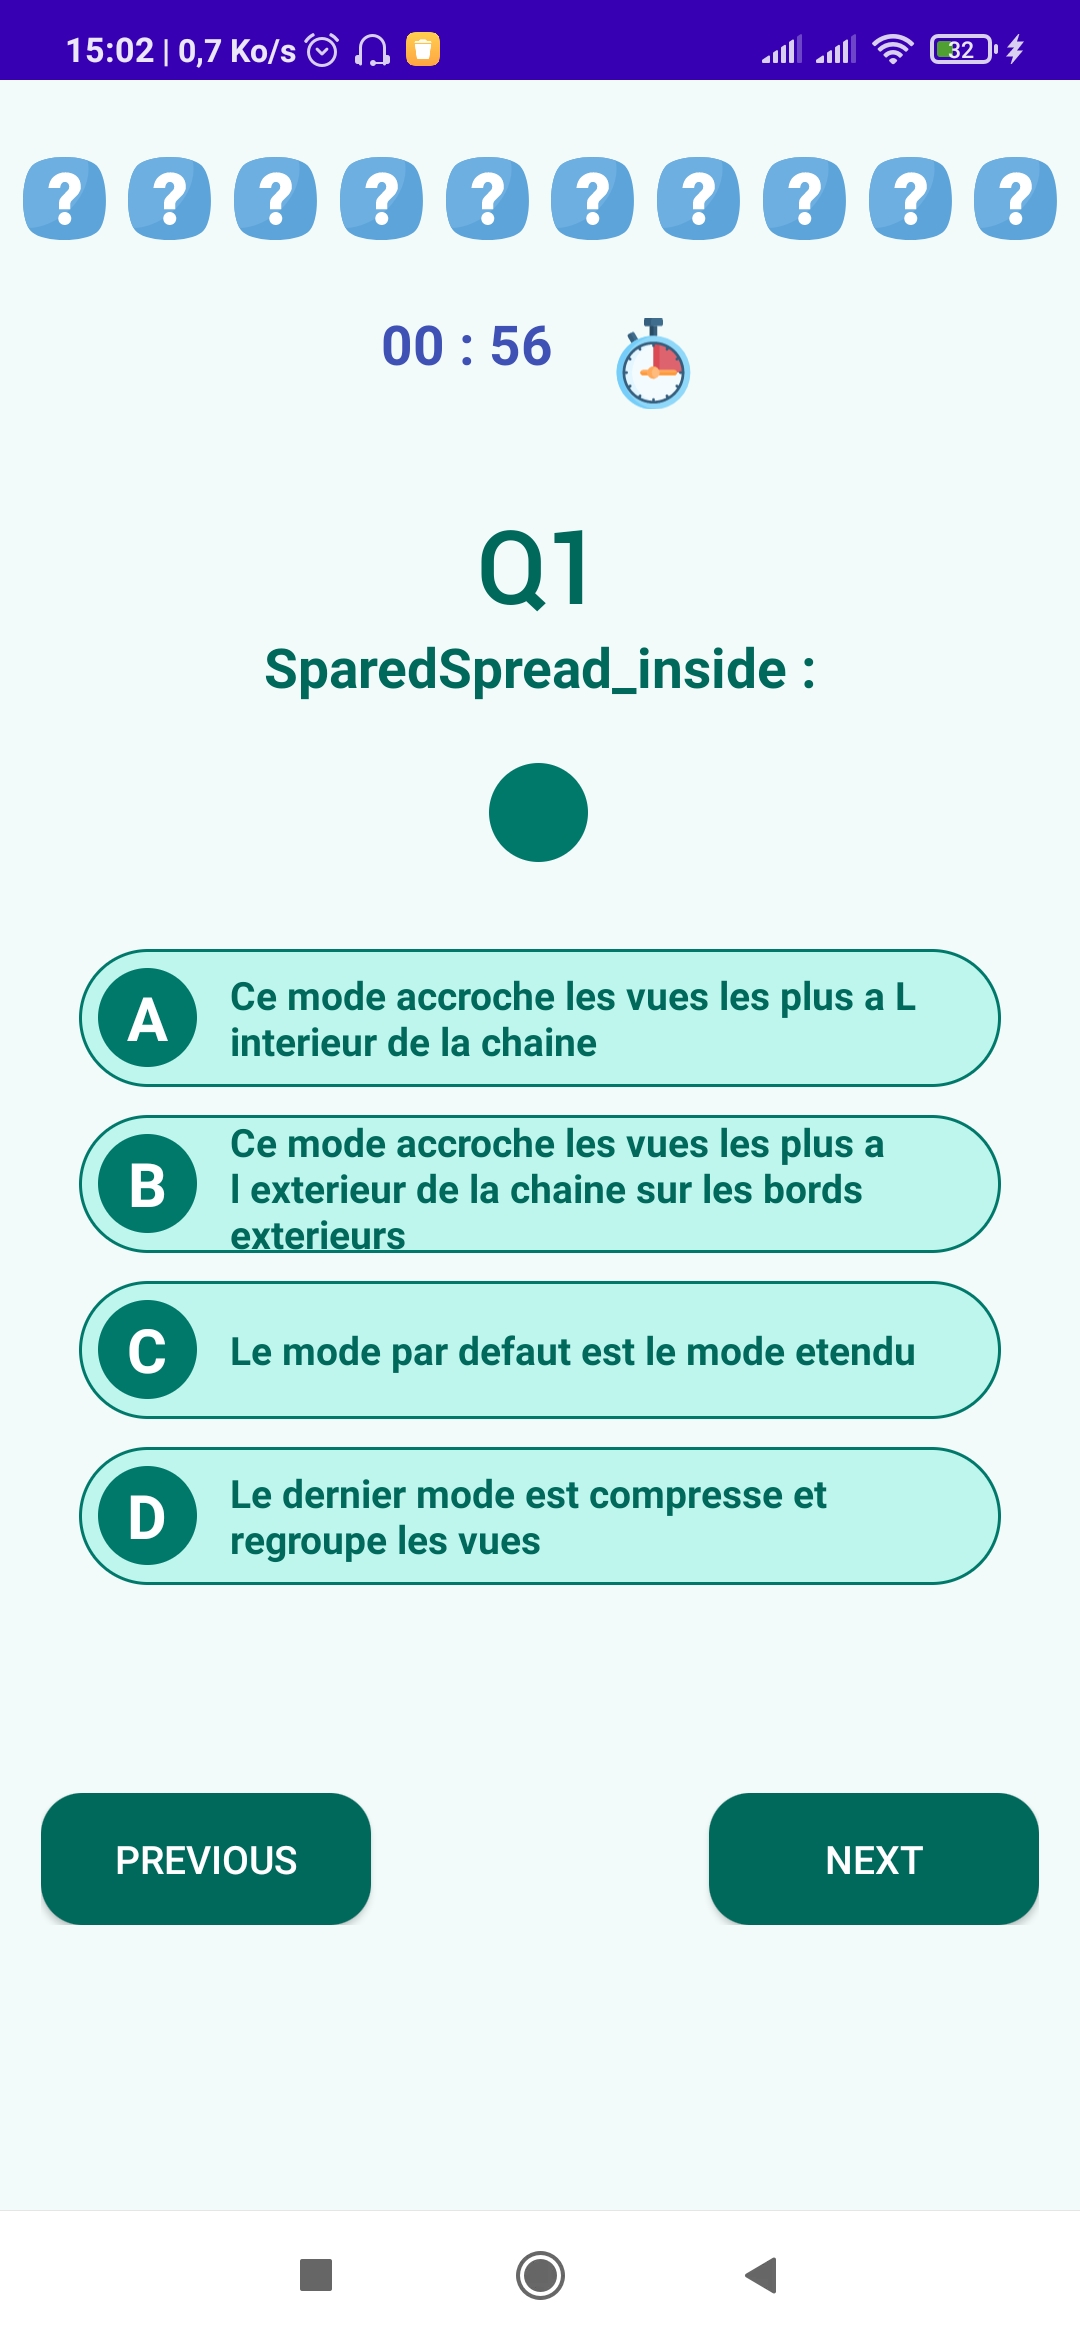 15:02 | 0,7 Ko/s 32
? ? ? ? ? ? ? ? ? ?
00 : 56
Q1
SparedSpread_inside :
A Ce mode accroche les vues les plus a L
interieur de la chaine
B Ce mode accroche les vues les plus a
l exterieur de la chaine sur les bords
exterieurs
C Le mode par defaut est le mode etendu
D Le dernier mode est compresse et
regroupe les vues
PREVIOUS NEXT